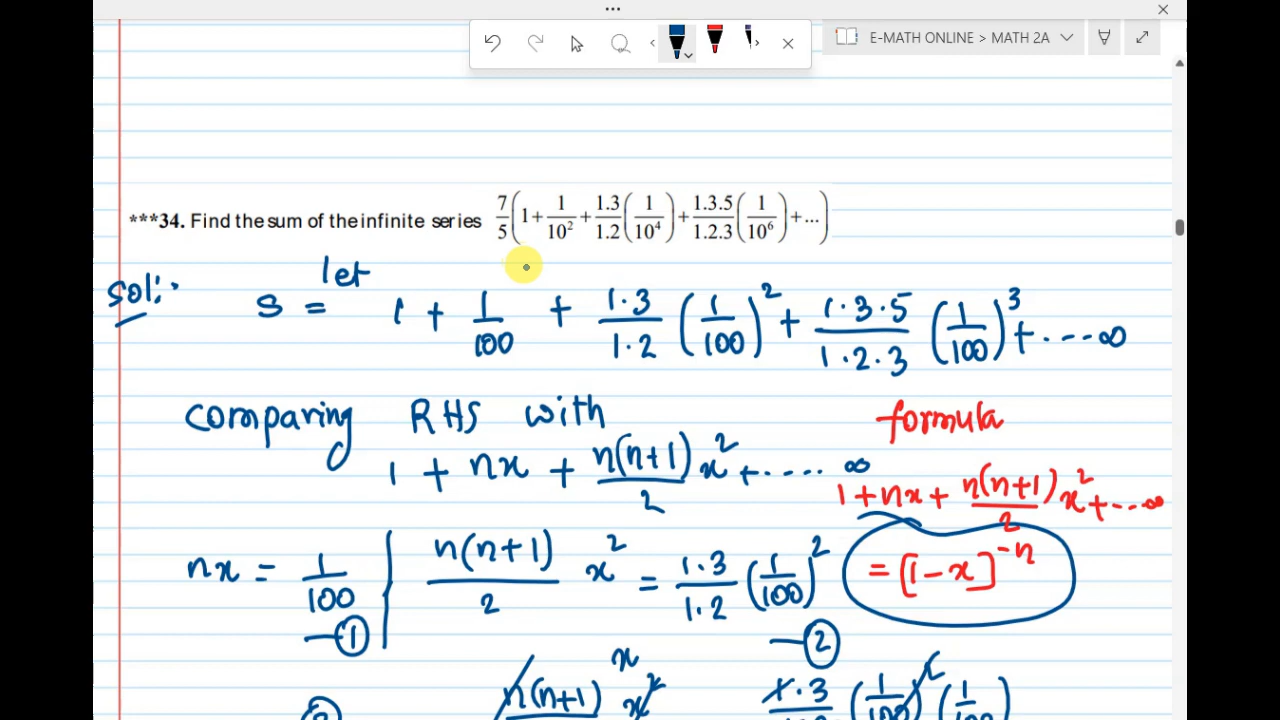 E-MATH ONLINE > MATH 2A
***34. Find the sum of the infinite series 7/5 (1 + 1/10² + 1.3/1.2 (1/10⁴) + 1.3.5/1.2.3 (1/10⁶) + ...)
Sol:- let
S = 1 + 1/100 + 1·3/1·2 (1/100)² + 1·3·5/1·2·3 (1/100)³ + ---- ∞
comparing RHS with
1 + nx + n(n+1)/2 x² + ---- ∞
formula
1 + nx + n(n+1)/2 x² + --- ∞
= [1-x]⁻ⁿ
nx = 1/100 —①
n(n+1)/2 x² = 1·3/1·2 (1/100)² —②